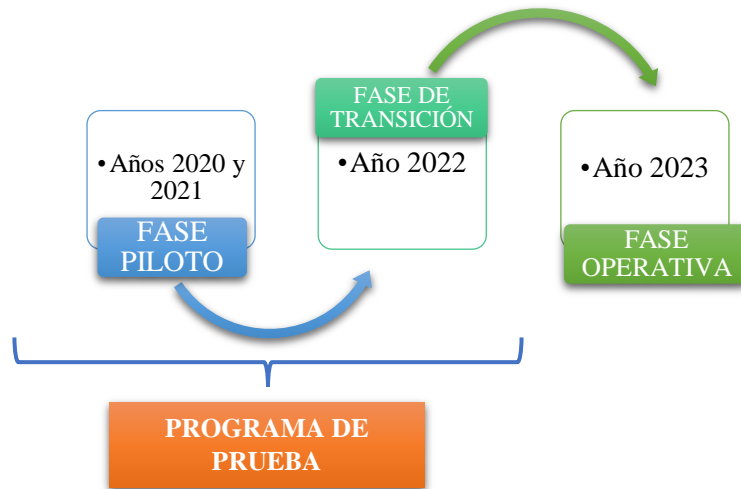 • Años 2020 y
2021
FASE
PILOTO
FASE DE
TRANSICIÓN
• Año 2022
• Año 2023
FASE
OPERATIVA
PROGRAMA DE
PRUEBA